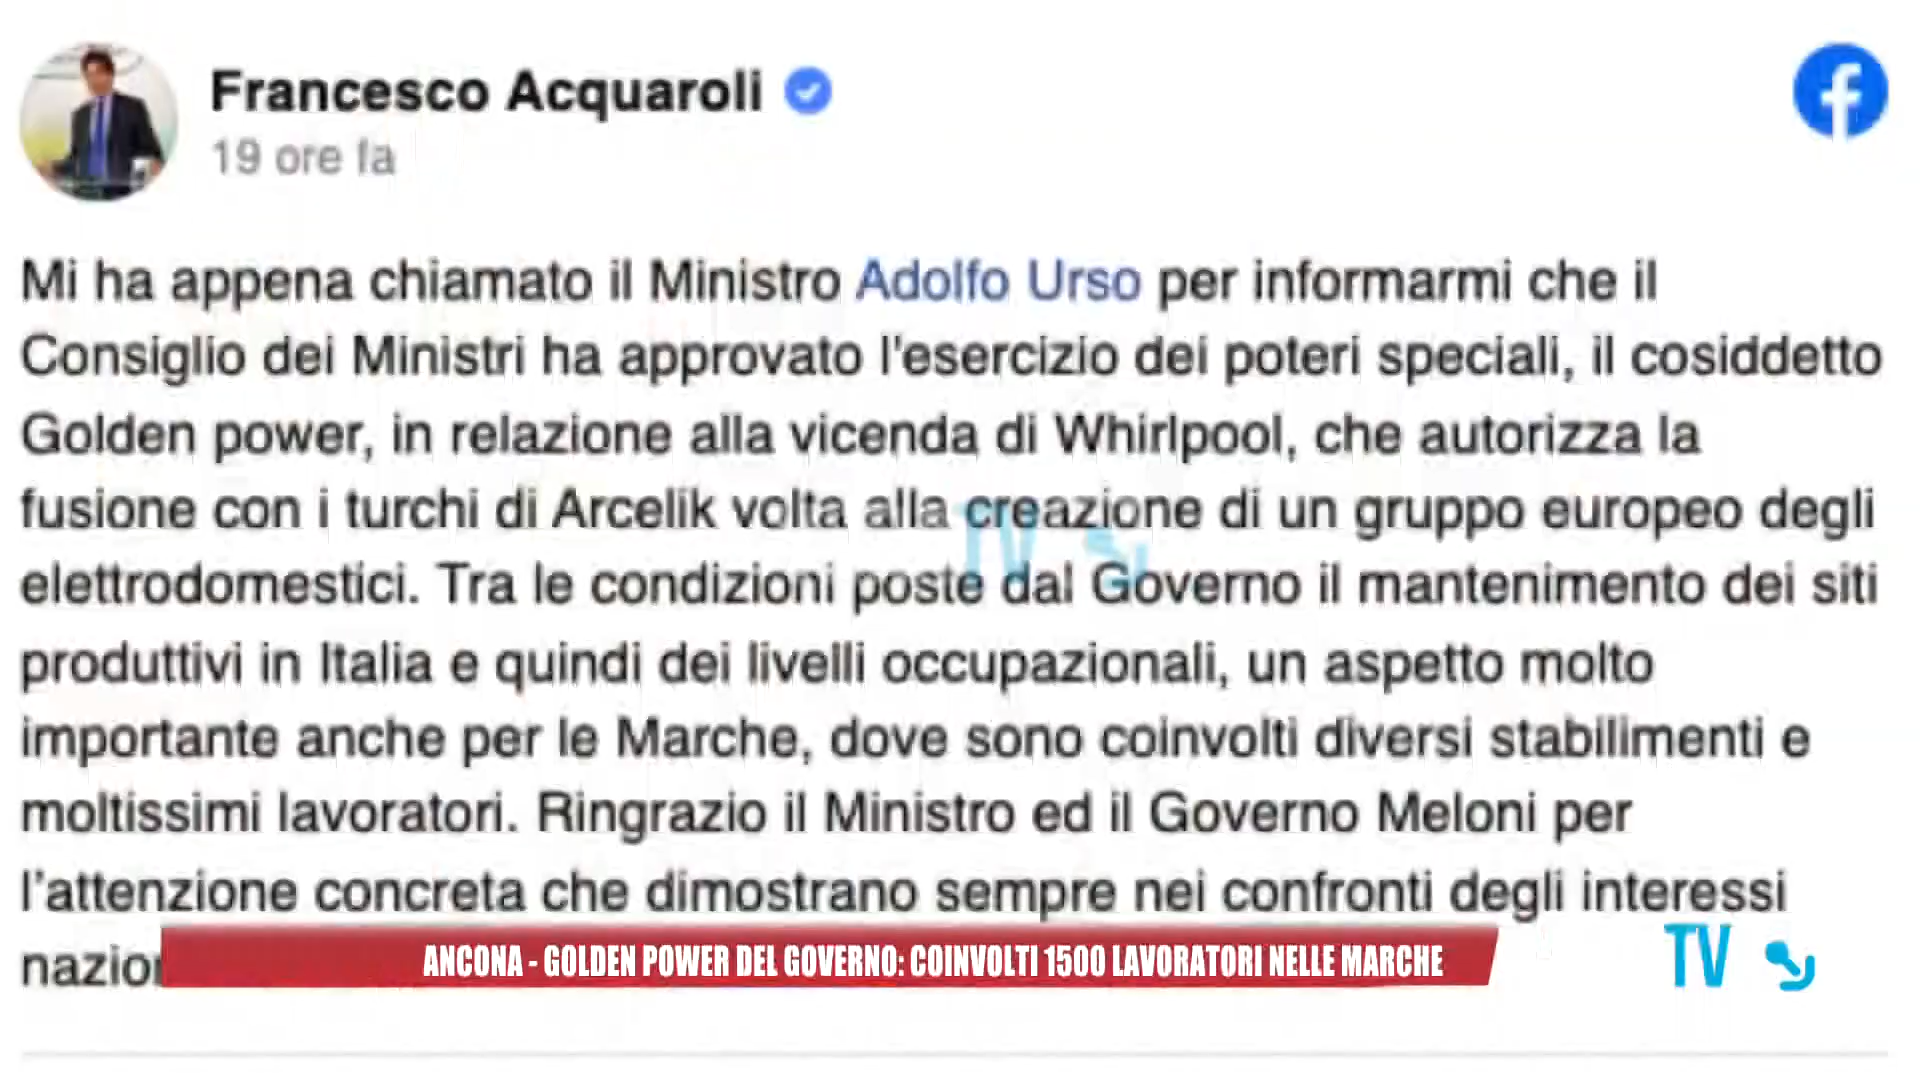 Francesco Acquaroli
19 ore fa
Mi ha appena chiamato il Ministro Adolfo Urso per informarmi che il
Consiglio dei Ministri ha approvato l'esercizio dei poteri speciali, il cosiddetto
Golden power, in relazione alla vicenda di Whirlpool, che autorizza la
fusione con i turchi di Arcelik volta alla creazione di un gruppo europeo degli
elettrodomestici. Tra le condizioni poste dal Governo il mantenimento dei siti
produttivi in Italia e quindi dei livelli occupazionali, un aspetto molto
importante anche per le Marche, dove sono coinvolti diversi stabilimenti e
moltissimi lavoratori. Ringrazio il Ministro ed il Governo Meloni per
l'attenzione concreta che dimostrano sempre nei confronti degli interessi
ANCONA - GOLDEN POWER DEL GOVERNO: COINVOLTI 1500 LAVORATORI NELLE MARCHE
TV
TV